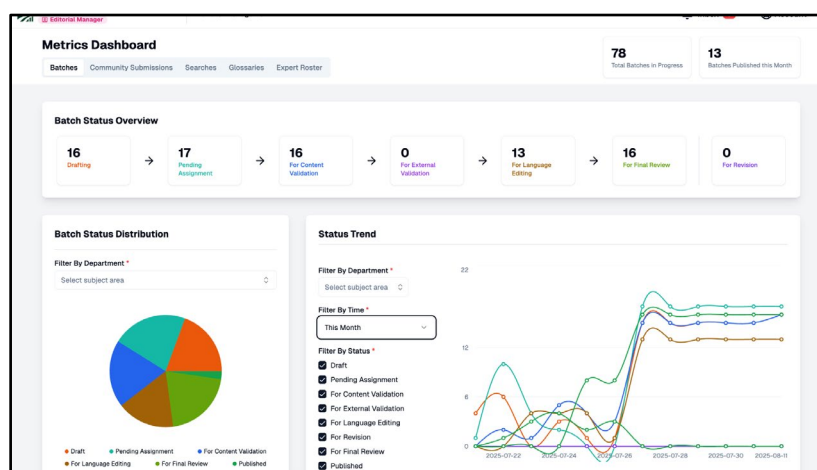 Editorial Manager
Metrics Dashboard
Batches Community Submissions Searches Glossaries Expert Roster
78
Total Batches in Progress
13
Batches Published this Month
Batch Status Overview
16
Drafting
17
Pending
Assignment
16
For Content
Validation
0
For External
Validation
13
For Language
Editing
16
For Final Review
0
For Revision
Batch Status Distribution
Filter By Department *
Select subject area
Draft Pending Assignment For Content Validation
For Language Editing For Final Review Published
Status Trend
Filter By Department *
Select subject area
Filter By Time *
This Month
Filter By Status *
Draft
Pending Assignment
For Content Validation
For External Validation
For Language Editing
For Revision
For Final Review
Published
22
12
6
0
2025-07-22 2025-07-24 2025-07-26 2025-07-28 2025-07-30 2025-08-11